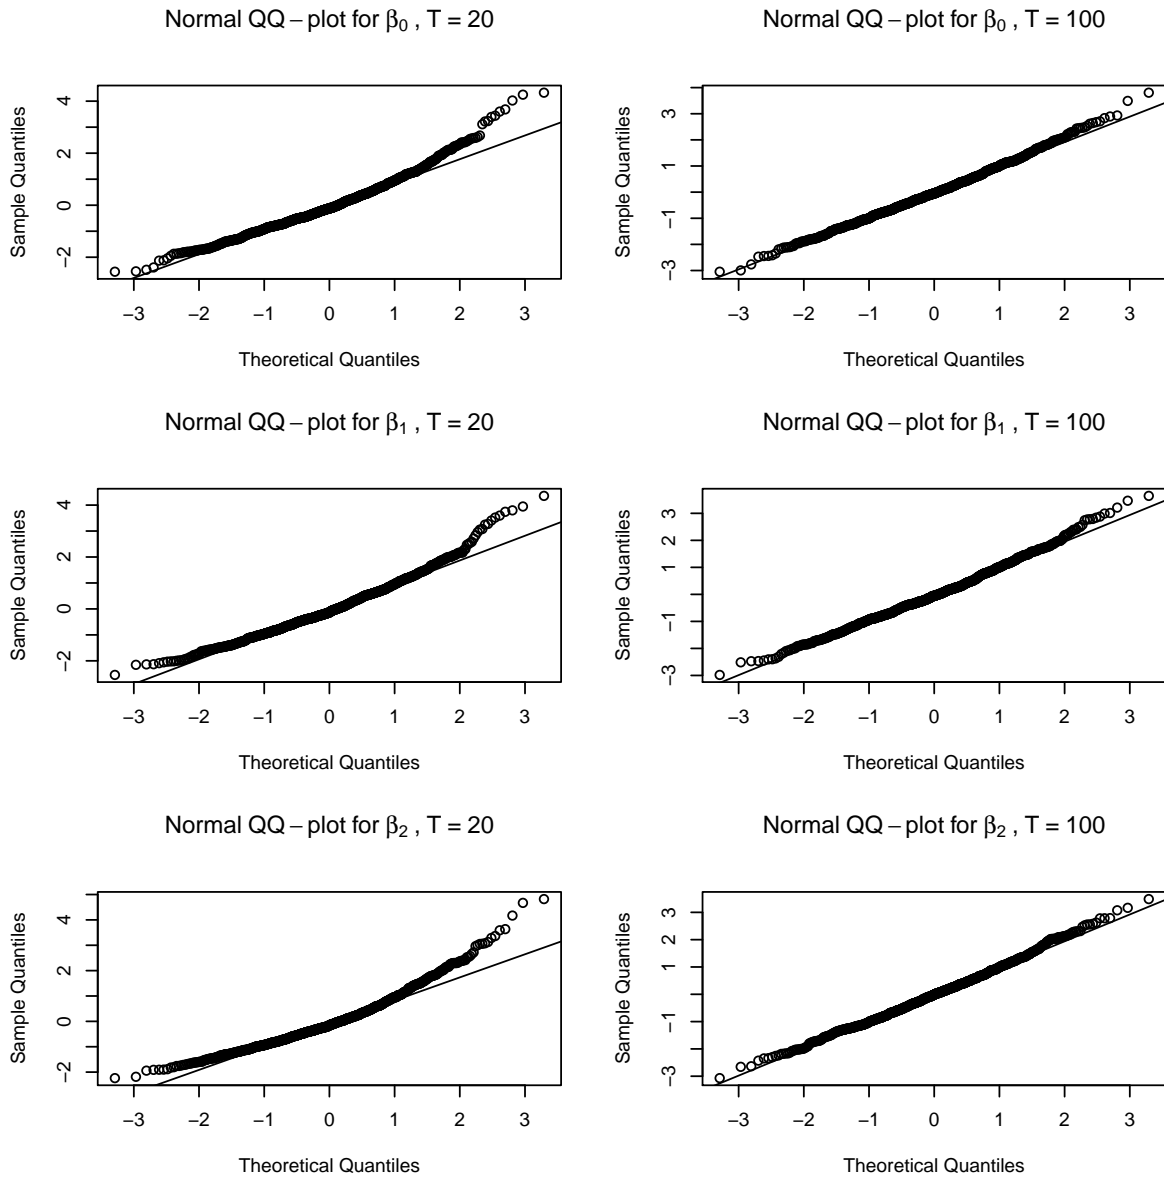 Normal QQ – plot for β₀ , T = 20
Sample Quantiles
4
2
0
−2
−3 −2 −1 0 1 2 3
Theoretical Quantiles
Normal QQ – plot for β₀ , T = 100
Sample Quantiles
3
1
−1
−3
−3 −2 −1 0 1 2 3
Theoretical Quantiles
Normal QQ – plot for β₁ , T = 20
Sample Quantiles
4
2
0
−2
−3 −2 −1 0 1 2 3
Theoretical Quantiles
Normal QQ – plot for β₁ , T = 100
Sample Quantiles
3
2
1
−1
−3
−3 −2 −1 0 1 2 3
Theoretical Quantiles
Normal QQ – plot for β₂ , T = 20
Sample Quantiles
4
2
0
−2
−3 −2 −1 0 1 2 3
Theoretical Quantiles
Normal QQ – plot for β₂ , T = 100
Sample Quantiles
3
1
−1
−3
−3 −2 −1 0 1 2 3
Theoretical Quantiles